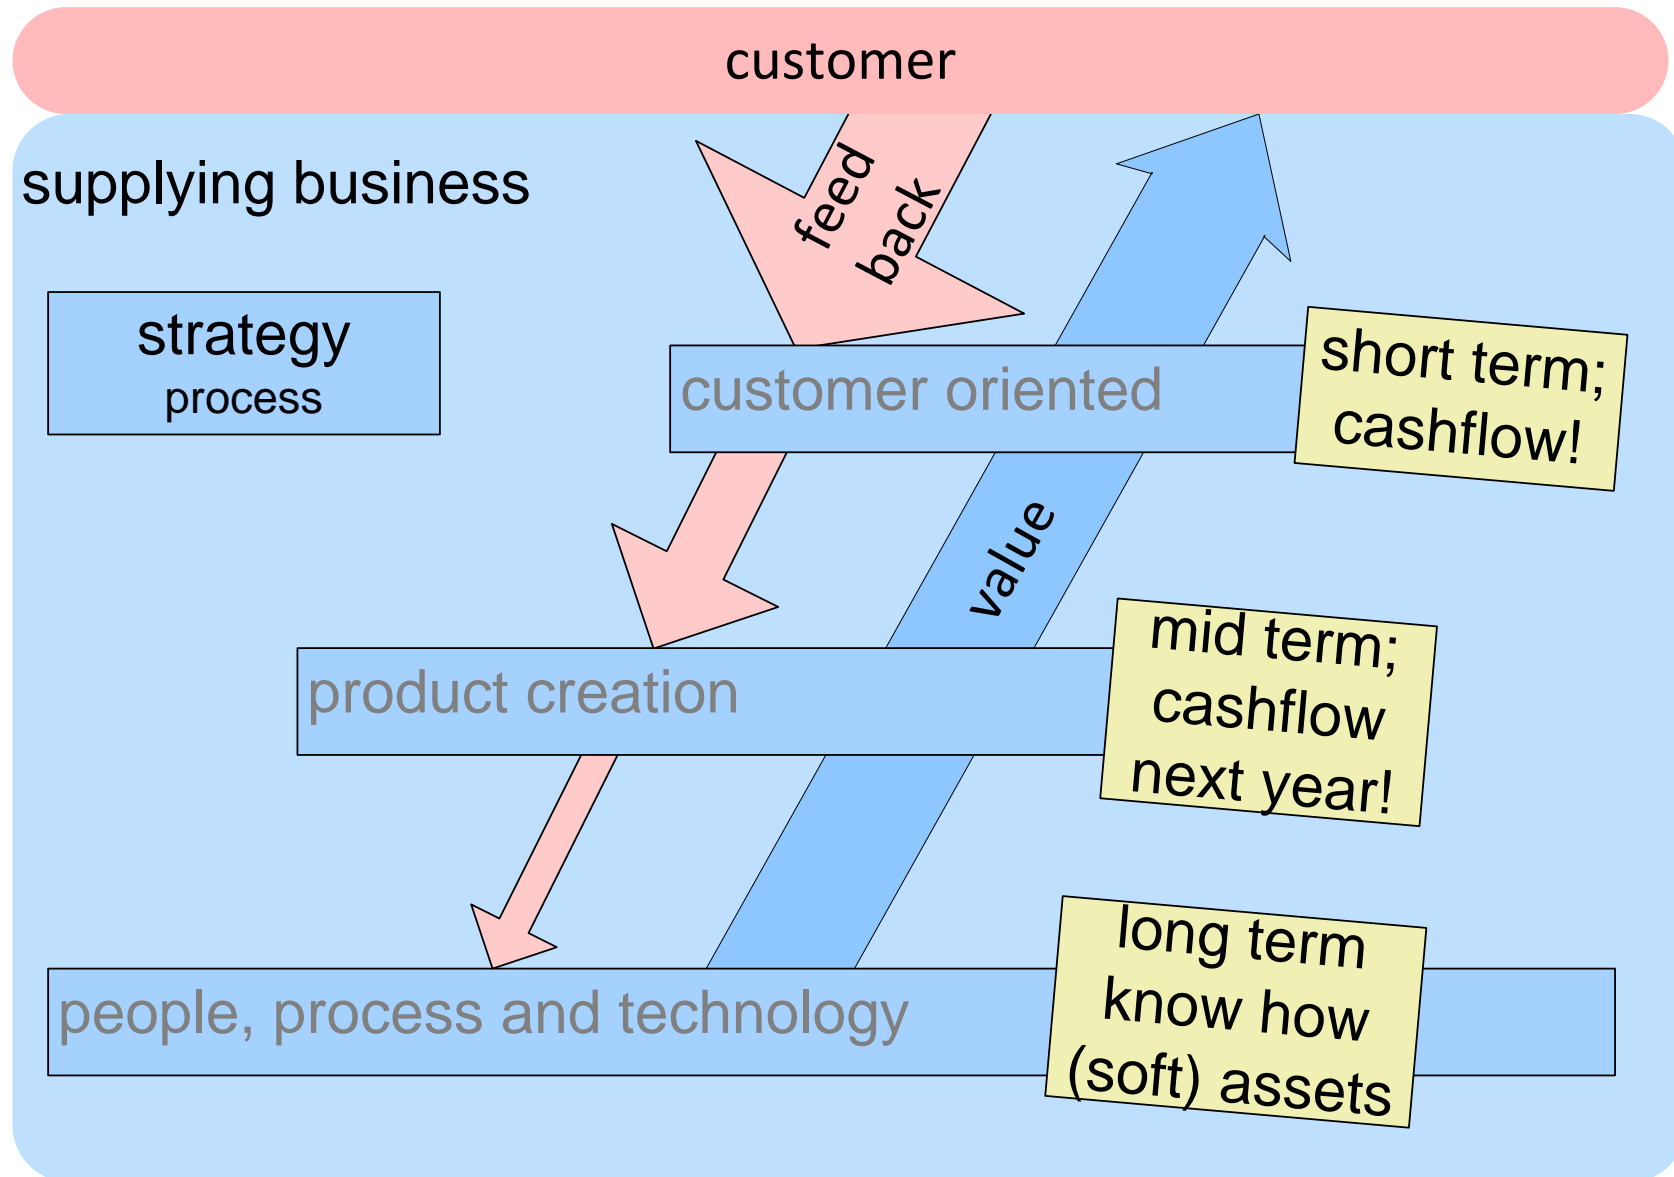 customer
supplying business
feed
back
strategy
process
customer oriented
short term;
cashflow!
value
product creation
mid term;
cashflow
next year!
people, process and technology
long term
know how
(soft) assets